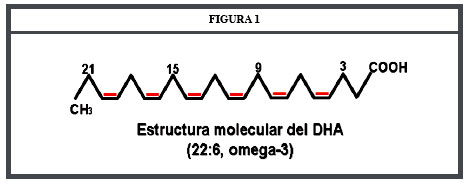 FIGURA 1
21 15 9 3 COOH
CH3
Estructura molecular del DHA
(22:6, omega-3)